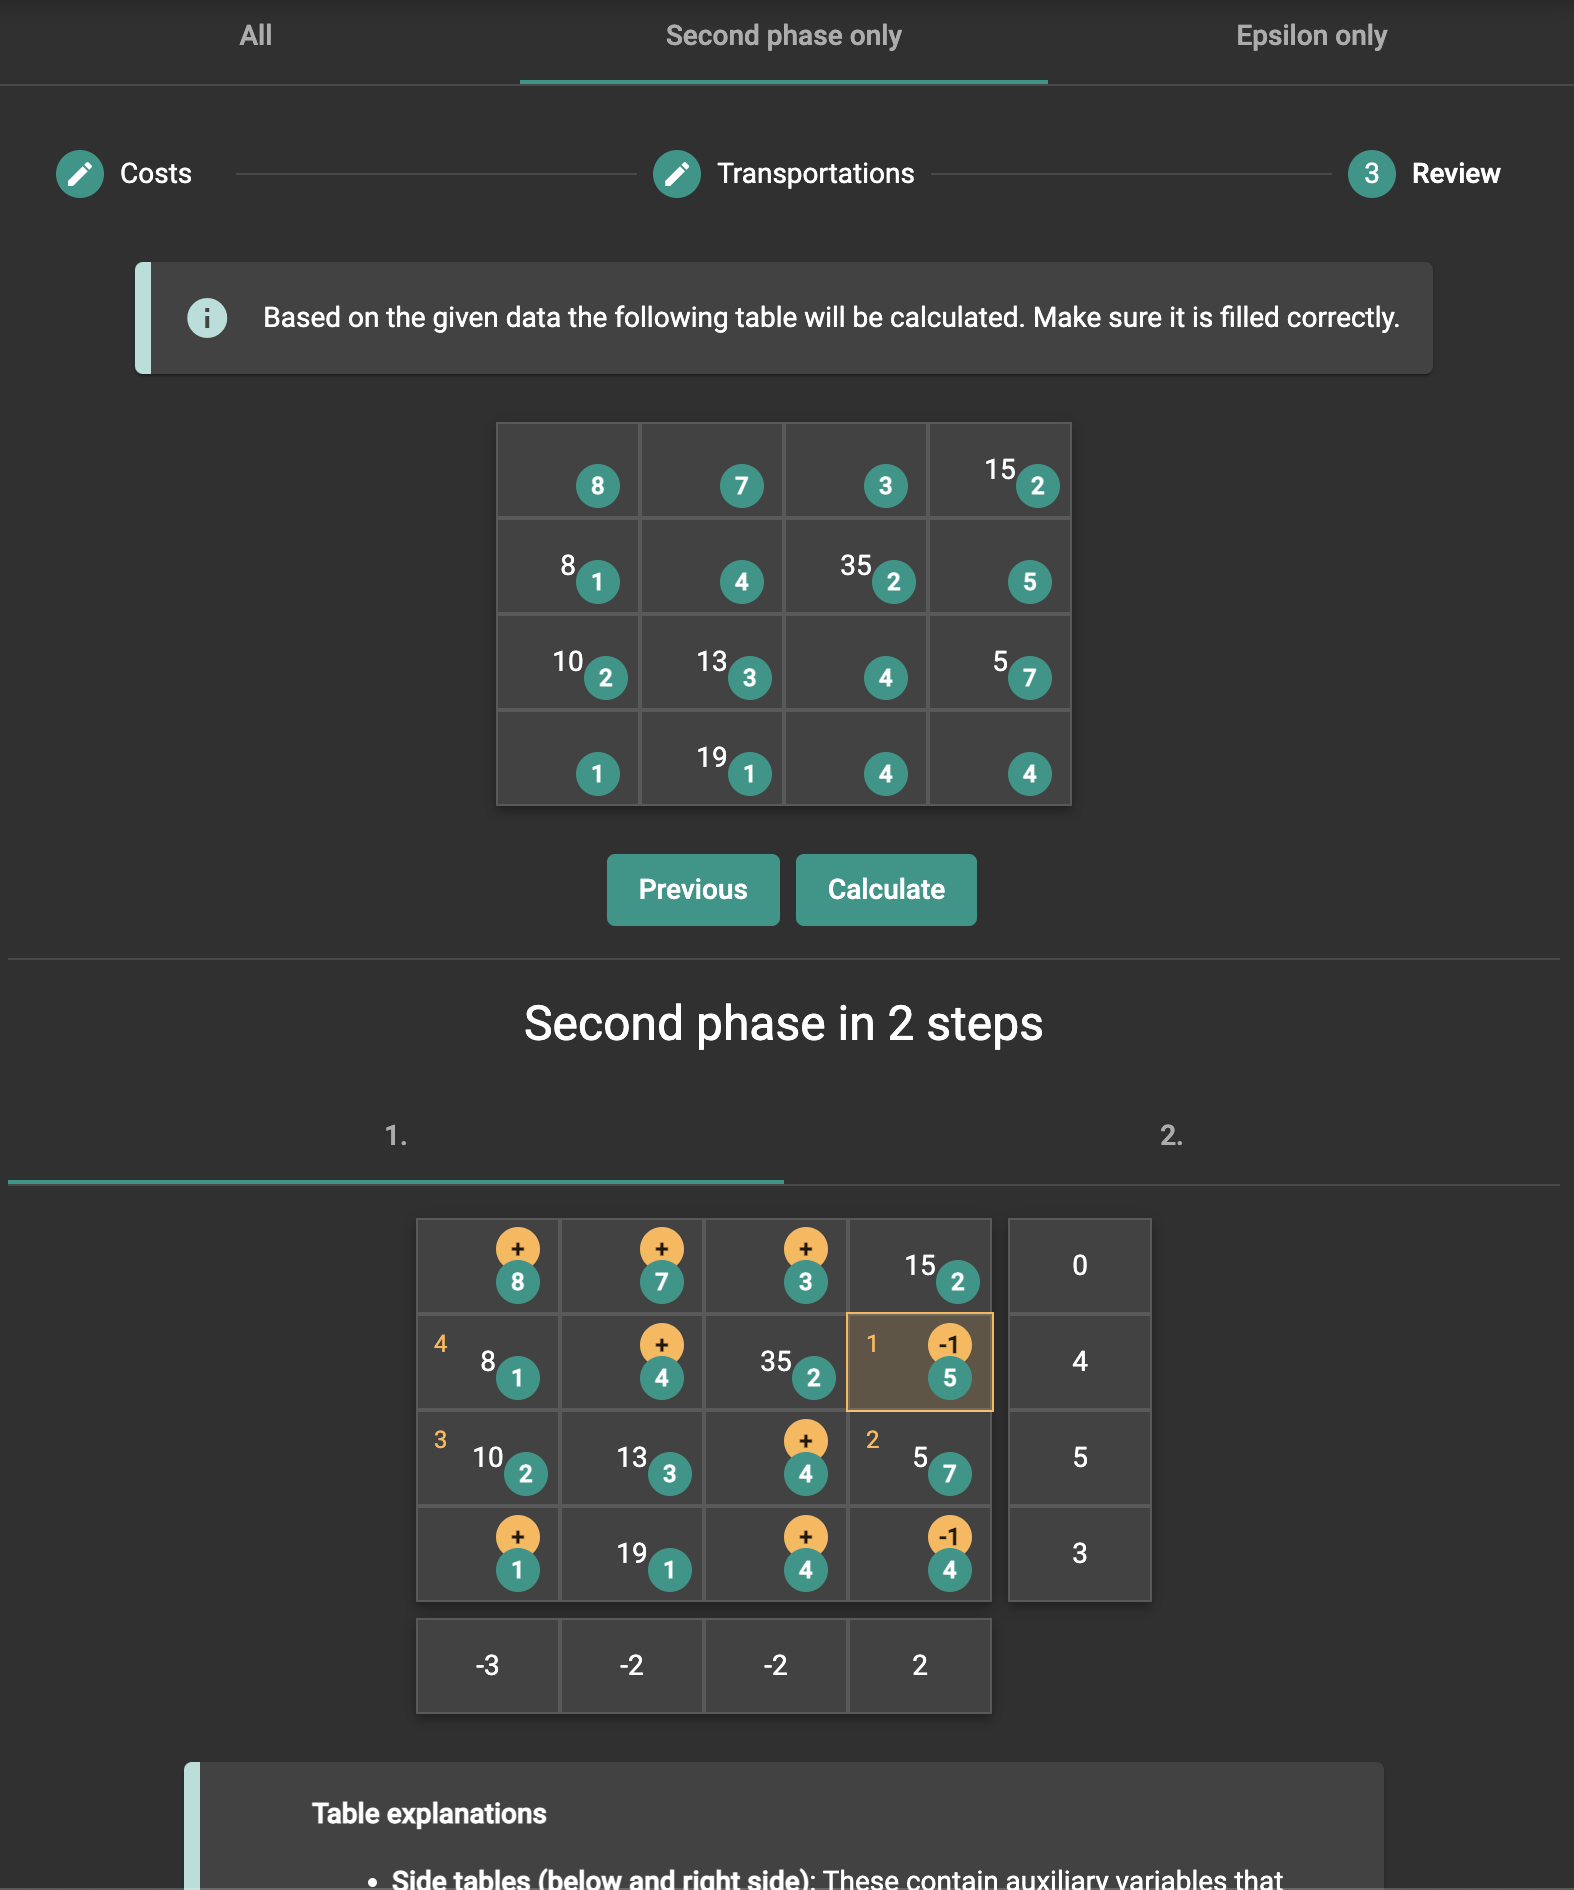 All Second phase only Epsilon only
Costs Transportations 3 Review
i Based on the given data the following table will be calculated. Make sure it is filled correctly.
8 7 3 15 2
8 1 4 35 2 5
10 2 13 3 4 5 7
1 19 1 4 4
Previous Calculate
Second phase in 2 steps
1. 2.
+ 8 + 7 + 3 15 2 0
4 8 1 + 4 35 2 1 -1 5 4
3 10 2 13 3 + 4 2 5 7 5
+ 1 19 1 + 4 -1 4 3
-3 -2 -2 2
Table explanations
• Side tables (below and right side): These contain auxiliary variables that